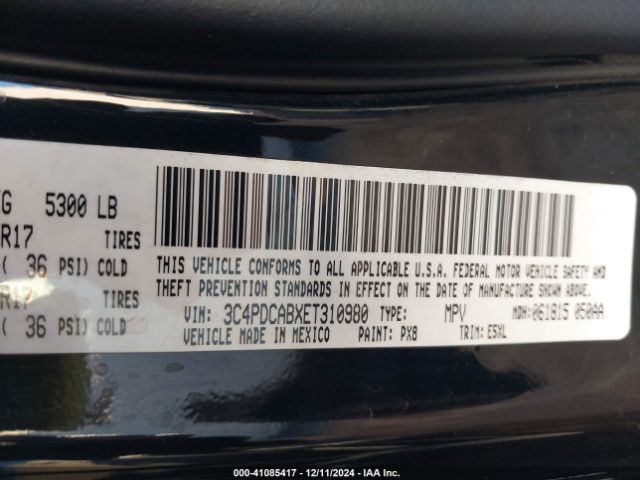 G 5300 LB
R17 TIRES
( 36 PSI) COLD
R17 TIRES
( 36 PSI) COLD
THIS VEHICLE CONFORMS TO ALL APPLICABLE U.S.A. FEDERAL MOTOR VEHICLE SAFETY AND
THEFT PREVENTION STANDARDS IN EFFECT ON THE DATE OF MANUFACTURE SHOWN ABOVE.
VIN: 3C4PDCABXET310980 TYPE: MPV MDH: 061815 050AA
VEHICLE MADE IN MEXICO PAINT: PX8 TRIM: E5XL
000-41085417 - 12/11/2024 - IAA Inc.